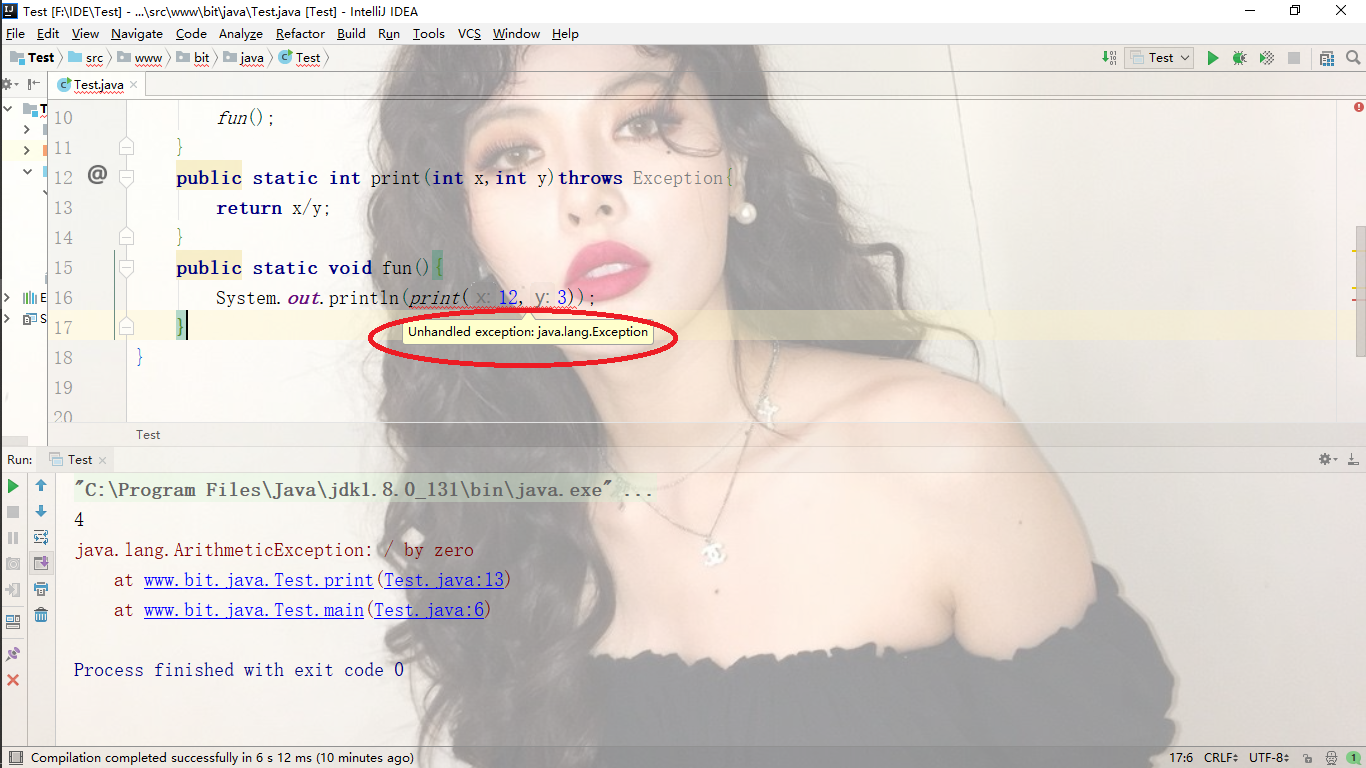 Test [F:\IDE\Test] - ...\src\www\bit\java\Test.java [Test] - IntelliJ IDEA
File Edit View Navigate Code Analyze Refactor Build Run Tools VCS Window Help
Test src www bit java Test Test
Test.java
10 fun();
11 }
12 @ public static int print(int x,int y)throws Exception{
13 return x/y;
14 }
15 public static void fun(){
16 System.out.println(print( x: 12, y: 3));
17 }
Unhandled exception: java.lang.Exception
18 }
19
20
Test
Run: Test
"C:\Program Files\Java\jdk1.8.0_131\bin\java.exe" ...
4
java.lang.ArithmeticException: / by zero
at www.bit.java.Test.print(Test.java:13)
at www.bit.java.Test.main(Test.java:6)
Process finished with exit code 0
Compilation completed successfully in 6 s 12 ms (10 minutes ago) 17:6 CRLF UTF-8 1